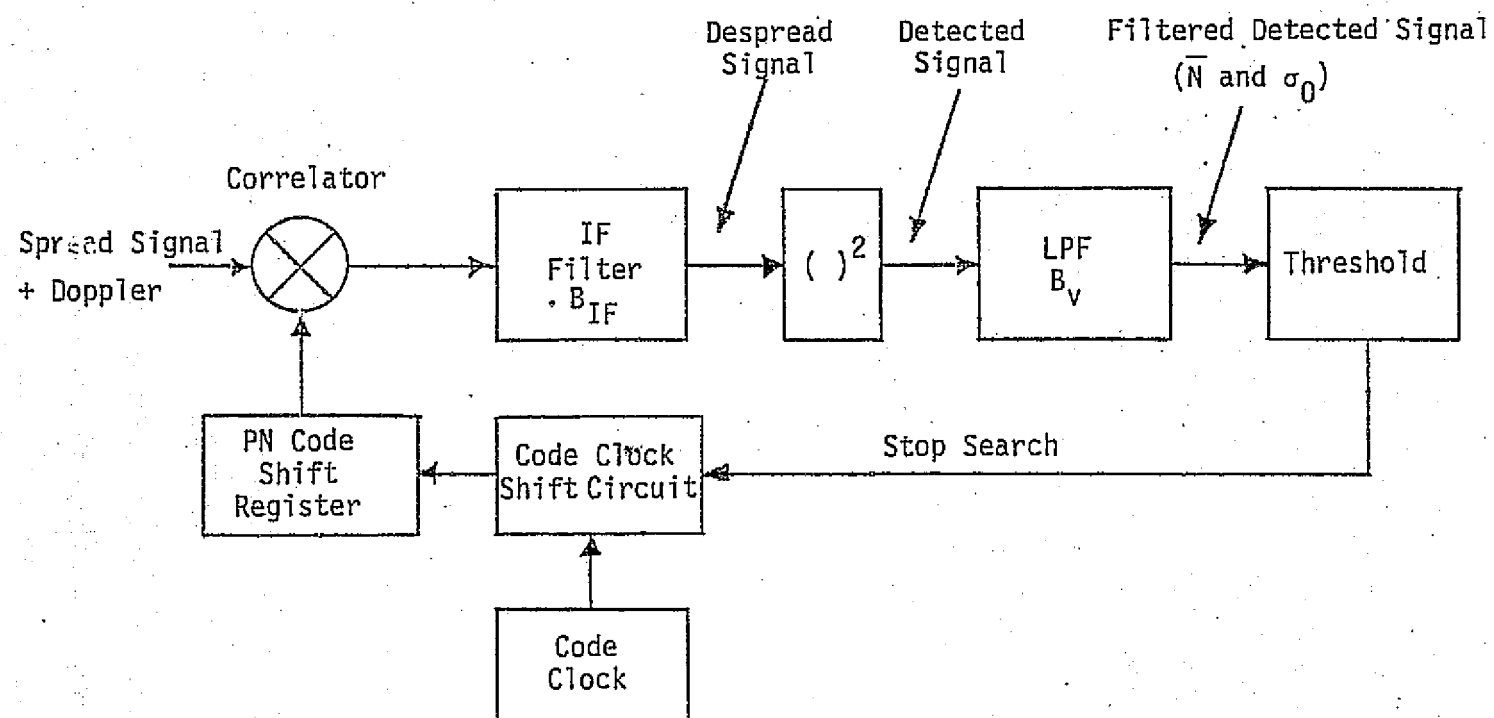 Despread
Signal
Detected
Signal
Filtered Detected Signal
(N̅ and σ0)
Correlator
Spread Signal
+ Doppler
IF
Filter
BIF
( )2
LPF
BV
Threshold
PN Code
Shift
Register
Code Clock
Shift Circuit
Stop Search
Code
Clock